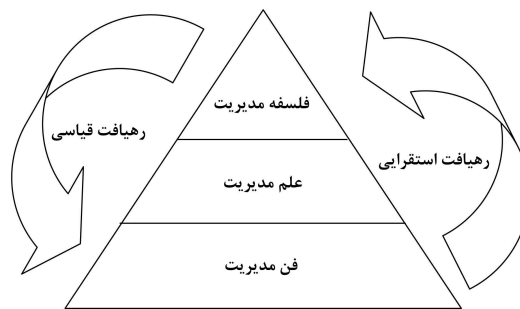 فلسفه مدیریت
رهیافت قیاسی
رهیافت استقرایی
علم مدیریت
فن مدیریت